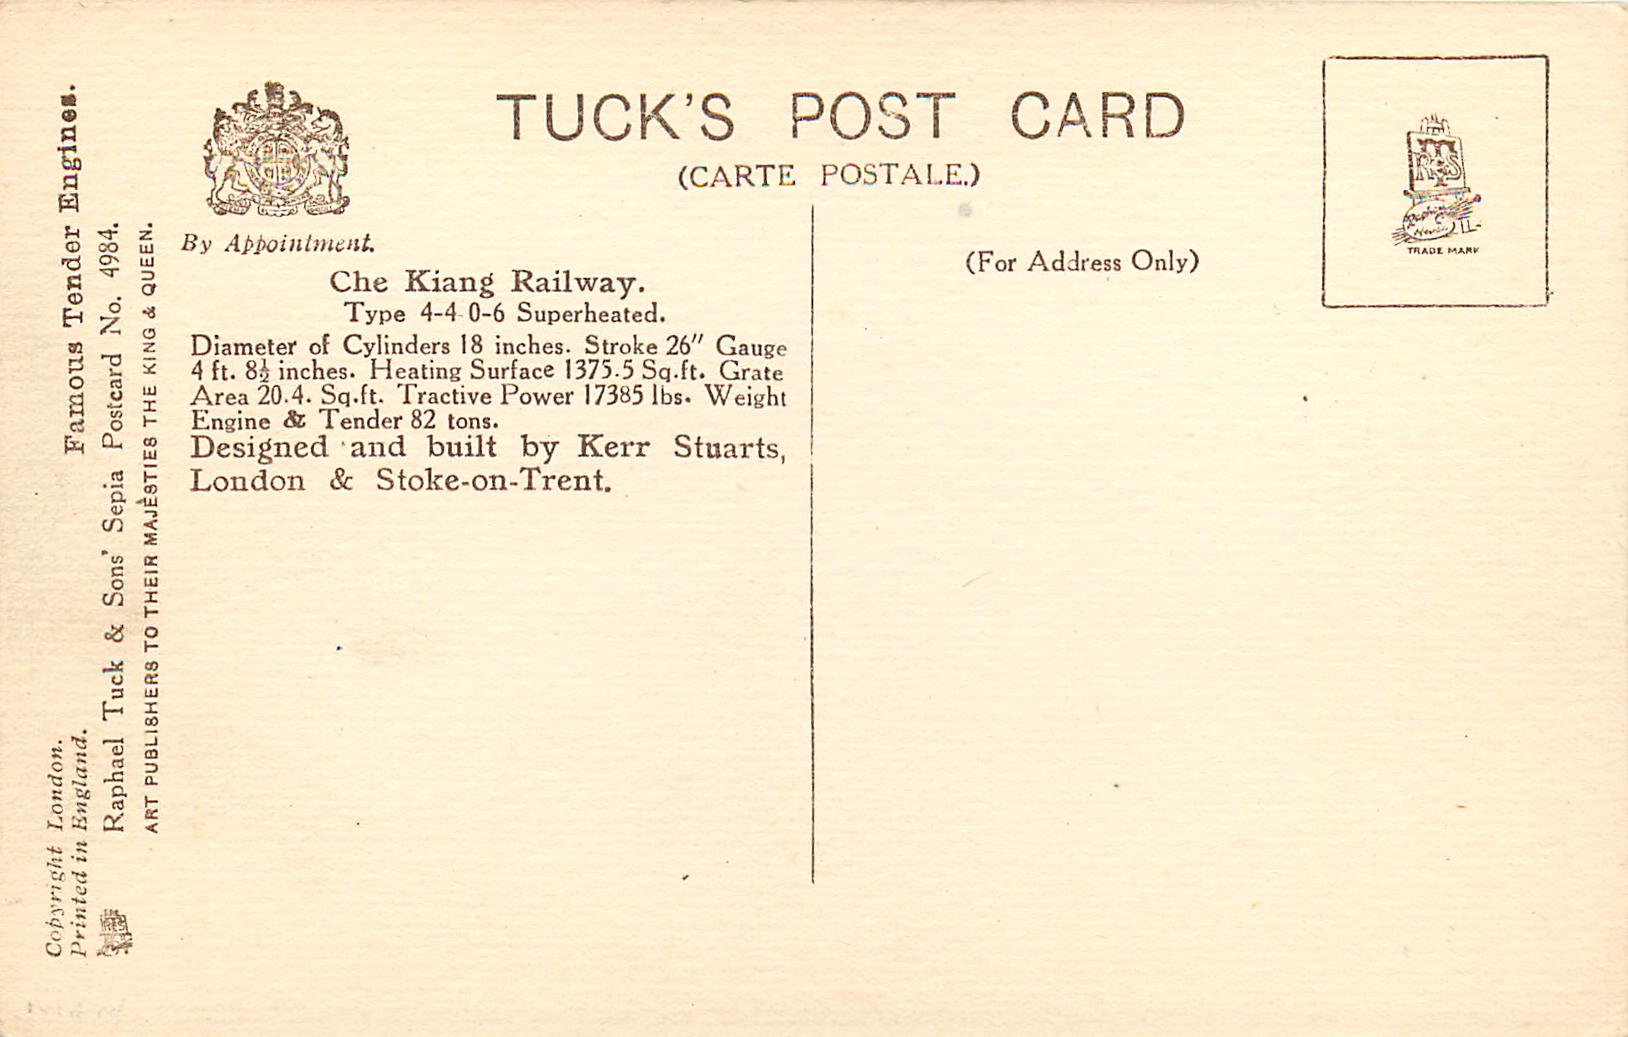 TUCK'S POST CARD
(CARTE POSTALE.)
By Appointment.
Che Kiang Railway.
Type 4-4-0-6 Superheated.
Diameter of Cylinders 18 inches. Stroke 26" Gauge
4 ft. 8½ inches. Heating Surface 1375.5 Sq.ft. Grate
Area 20.4. Sq.ft. Tractive Power 17385 lbs. Weight
Engine & Tender 82 tons.
Designed and built by Kerr Stuarts,
London & Stoke-on-Trent.
(For Address Only)
TRADE MARK
Famous Tender Engines.
Copyright London.
Printed in England.
Raphael Tuck & Sons' Sepia Postcard No. 4984.
ART PUBLISHERS TO THEIR MAJESTIES THE KING & QUEEN.